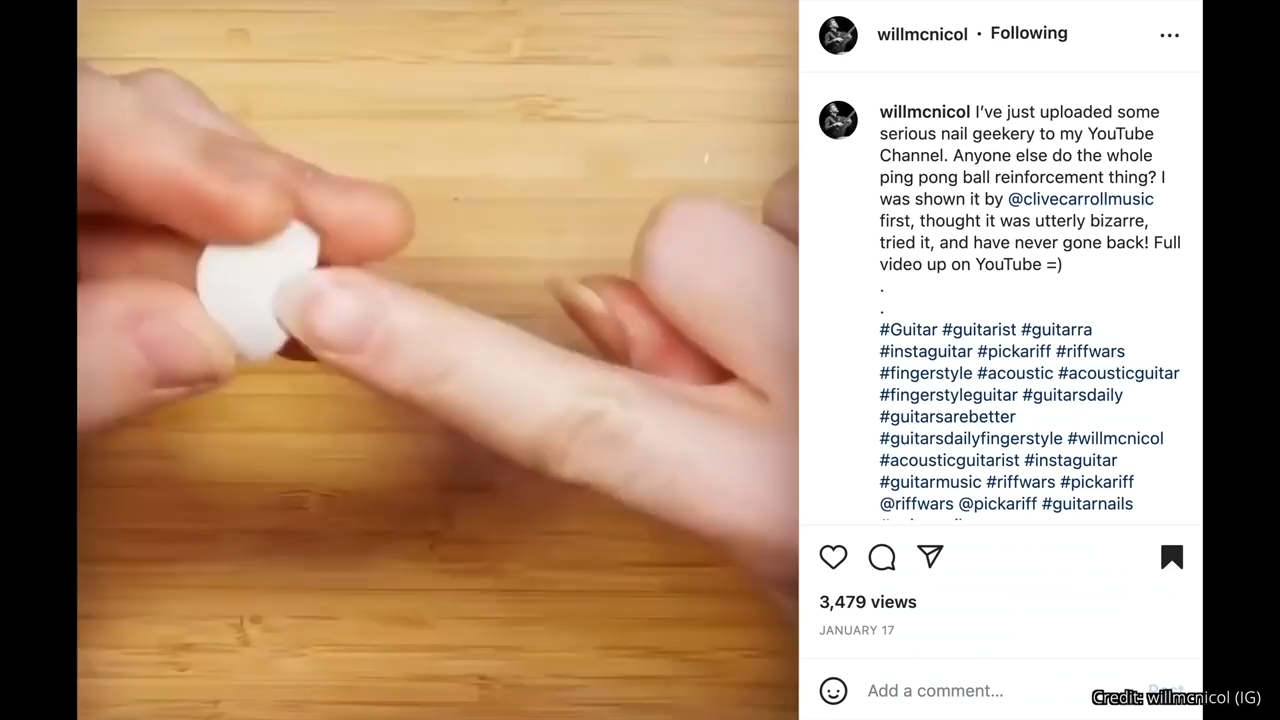 willmcnicol • Following
willmcnicol I've just uploaded some
serious nail geekery to my YouTube
Channel. Anyone else do the whole
ping pong ball reinforcement thing? I
was shown it by @clivecarrollmusic
first, thought it was utterly bizarre,
tried it, and have never gone back! Full
video up on YouTube =)
.
.
#Guitar #guitarist #guitarra
#instaguitar #pickariff #riffwars
#fingerstyle #acoustic #acousticguitar
#fingerstyleguitar #guitarsdaily
#guitarsarebetter
#guitarsdailyfingerstyle #willmcnicol
#acousticguitarist #instaguitar
#guitarmusic #riffwars #pickariff
@riffwars @pickariff #guitarnails
3,479 views
JANUARY 17
Add a comment...
Credit: willmcnicol (IG)